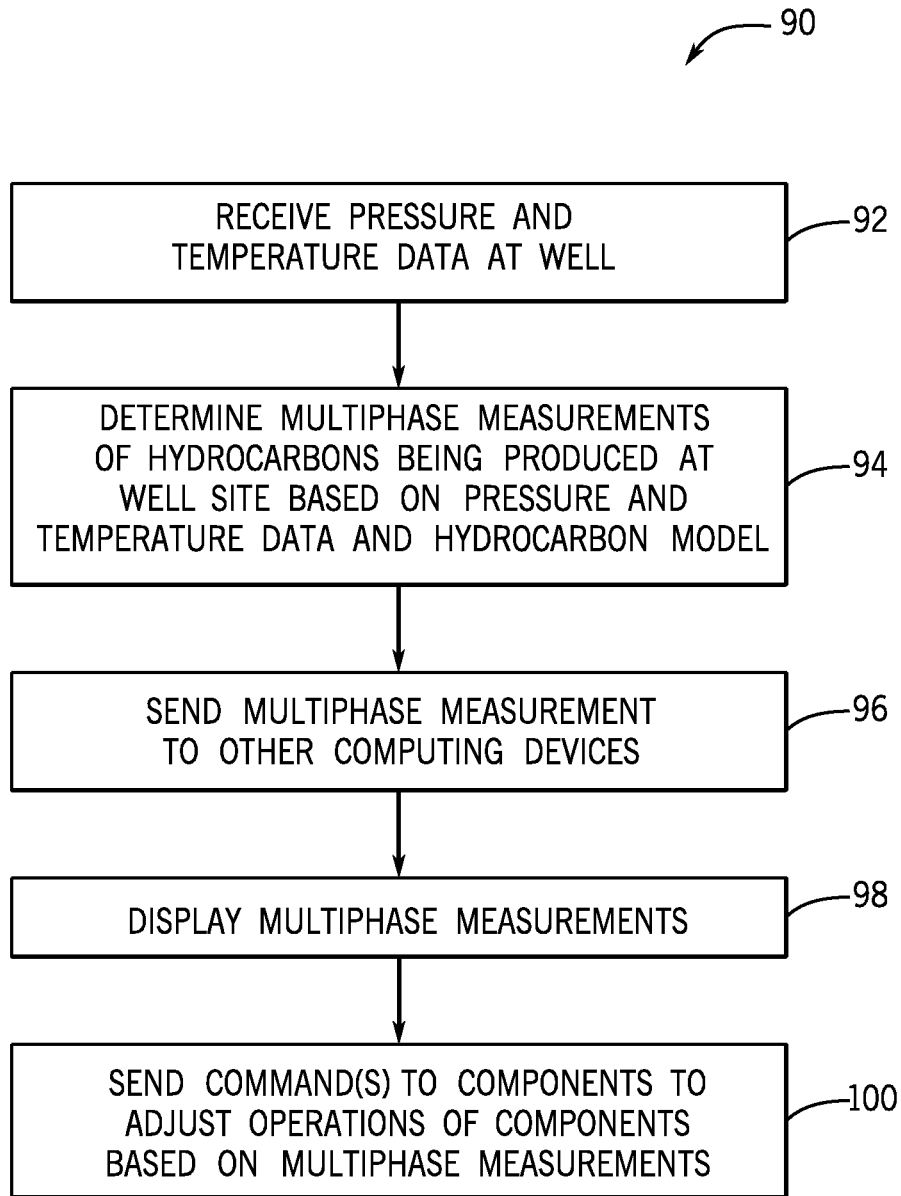 90
RECEIVE PRESSURE AND
TEMPERATURE DATA AT WELL
92
DETERMINE MULTIPHASE MEASUREMENTS
OF HYDROCARBONS BEING PRODUCED AT
WELL SITE BASED ON PRESSURE AND
TEMPERATURE DATA AND HYDROCARBON MODEL
94
SEND MULTIPHASE MEASUREMENT
TO OTHER COMPUTING DEVICES
96
DISPLAY MULTIPHASE MEASUREMENTS
98
SEND COMMAND(S) TO COMPONENTS TO
ADJUST OPERATIONS OF COMPONENTS
BASED ON MULTIPHASE MEASUREMENTS
100